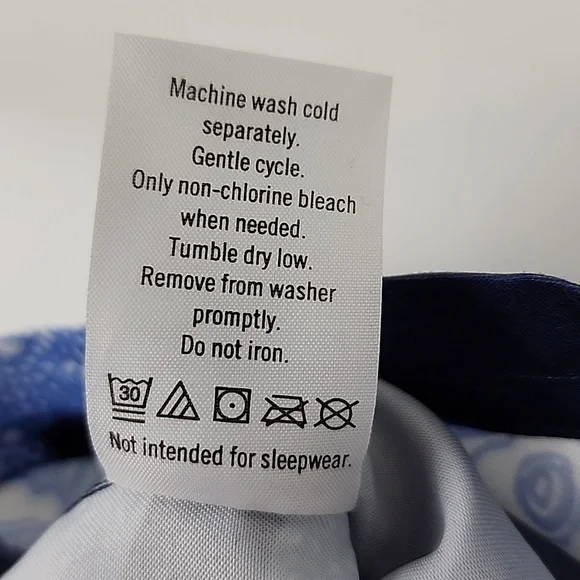 Machine wash cold
separately.
Gentle cycle.
Only non-chlorine bleach
when needed.
Tumble dry low.
Remove from washer
promptly.
Do not iron.
30
Not intended for sleepwear.